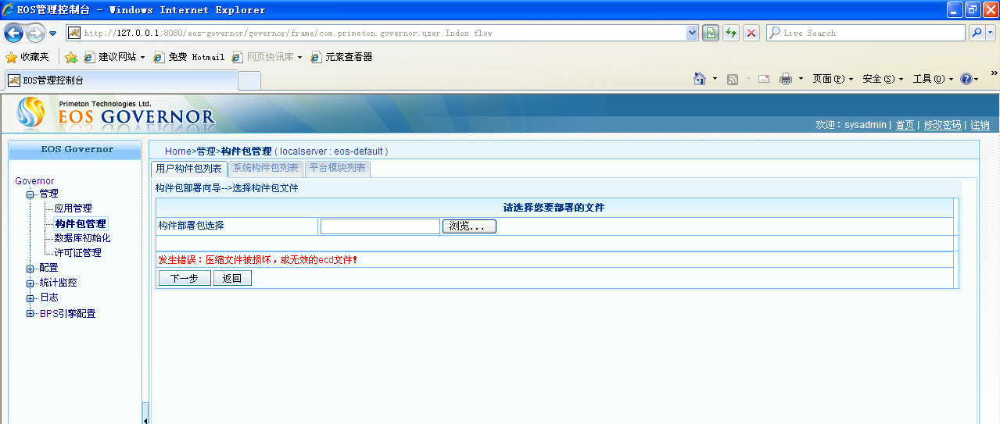 EOS管理控制台 - Windows Internet Explorer
http://127.0.0.1:8080/eos-governor/governor/frame/com.primeton.governor.user.Index.flow
Live Search
收藏夹
建议网站
免费 Hotmail
网页快讯库
元素查看器
EOS管理控制台
页面(P)
安全(S)
工具(O)
»
Primeton Technologies Ltd.
EOS GOVERNOR
欢迎：sysadmin | 首页 | 修改密码 | 注销
EOS Governor
Home>管理>构件包管理 ( localserver : eos-default )
用户构件包列表
系统构件包列表
平台模块列表
Governor
管理
应用管理
构件包管理
数据库初始化
许可证管理
配置
统计监控
日志
BPS引擎配置
构件包部署向导-->选择构件包文件
请选择您要部署的文件
构件部署包选择
浏览...
发生错误：压缩文件被损坏，或无效的ecd文件!
下一步
返回